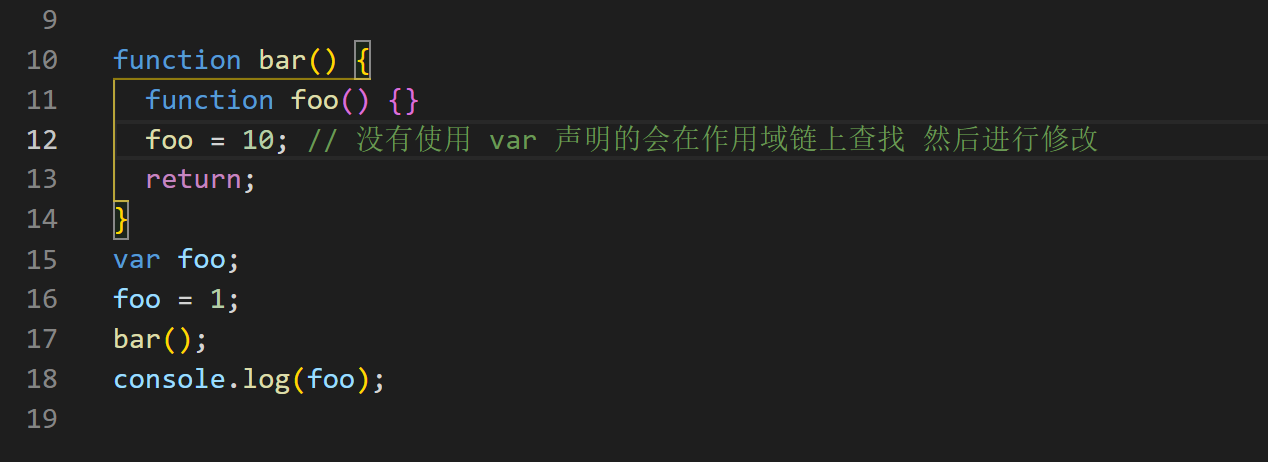 9
10 function bar() {
11 function foo() {}
12 foo = 10; // 没有使用 var 声明的会在作用域链上查找 然后进行修改
13 return;
14 }
15 var foo;
16 foo = 1;
17 bar();
18 console.log(foo);
19